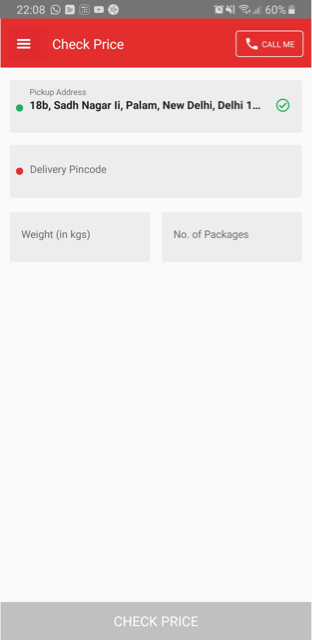 22:08 60%
Check Price CALL ME
Pickup Address
18b, Sadh Nagar Ii, Palam, New Delhi, Delhi 1...
Delivery Pincode
Weight (in kgs) No. of Packages
CHECK PRICE